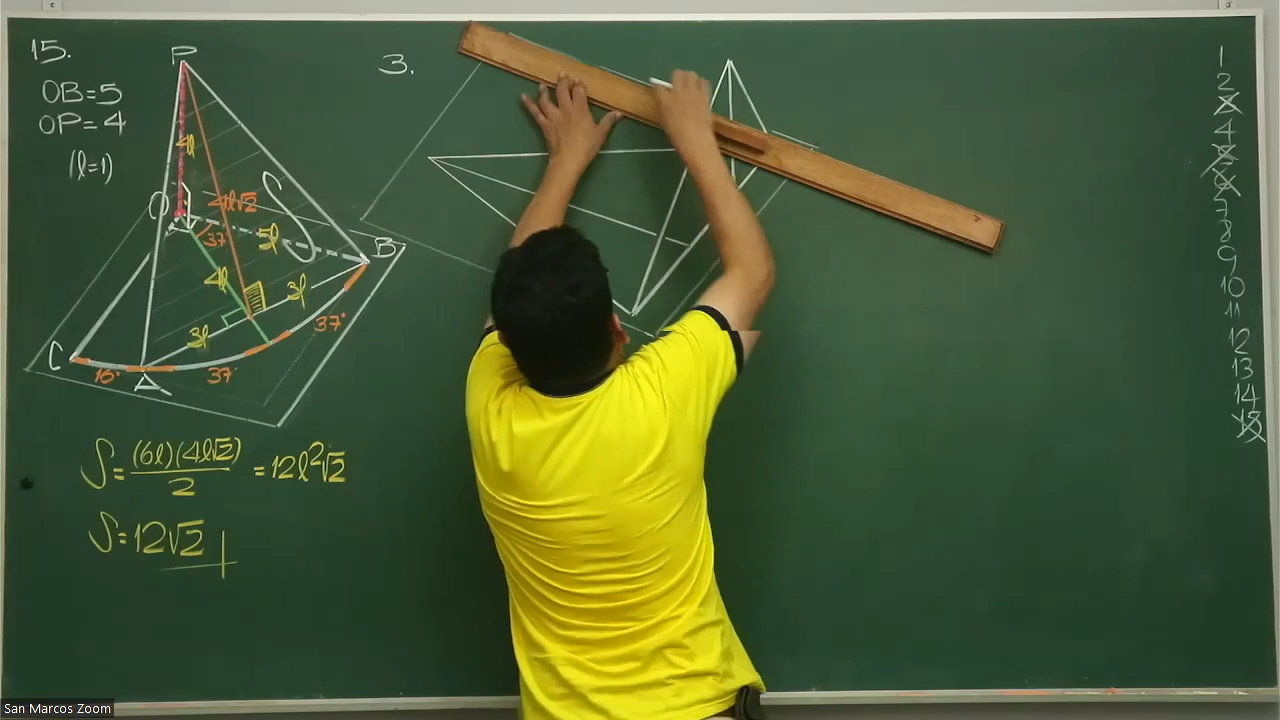 15.
OB=5
OP=4
(l=1)
P
4l
O
4l√2
37°
5l
S
B
4l
3l
3l
37°
C
16°
A
37°
S=(6l)(4l√2)/2 =12l²√2
S=12√2
3.
1
2
4
7
8
9
10
11
12
13
14
15
San Marcos Zoom